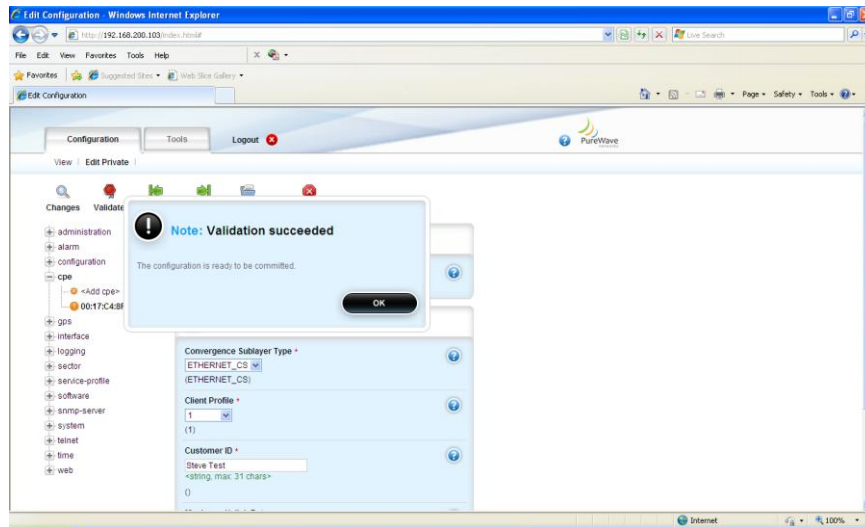 Edit Configuration - Windows Internet Explorer
http://192.168.200.103/index.html#
Live Search
File Edit View Favorites Tools Help
Favorites Suggested Sites Web Slice Gallery
Edit Configuration
Page Safety Tools
Configuration Tools Logout
PureWave
View Edit Private
Changes Validate
Note: Validation succeeded
The configuration is ready to be committed.
OK
administration
alarm
configuration
cpe
<Add cpe>
00:17:C4:8F
gps
interface
logging
sector
service-profile
software
snmp-server
system
telnet
time
web
Convergence Sublayer Type *
ETHERNET_CS
(ETHERNET_CS)
Client Profile *
1
(1)
Customer ID *
Steve Test
<string, max: 31 chars>
()
Internet 100%